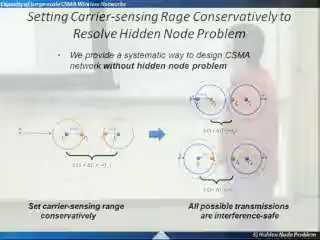 Capacity of Large-scale CSMA Wireless Networks
Setting Carrier-sensing Rage Conservatively to
Resolve Hidden Node Problem
• We provide a systematic way to design CSMA
network without hidden node problem
Set carrier-sensing range
conservatively
All possible transmissions
are interference-safe
Hidden Node Problem